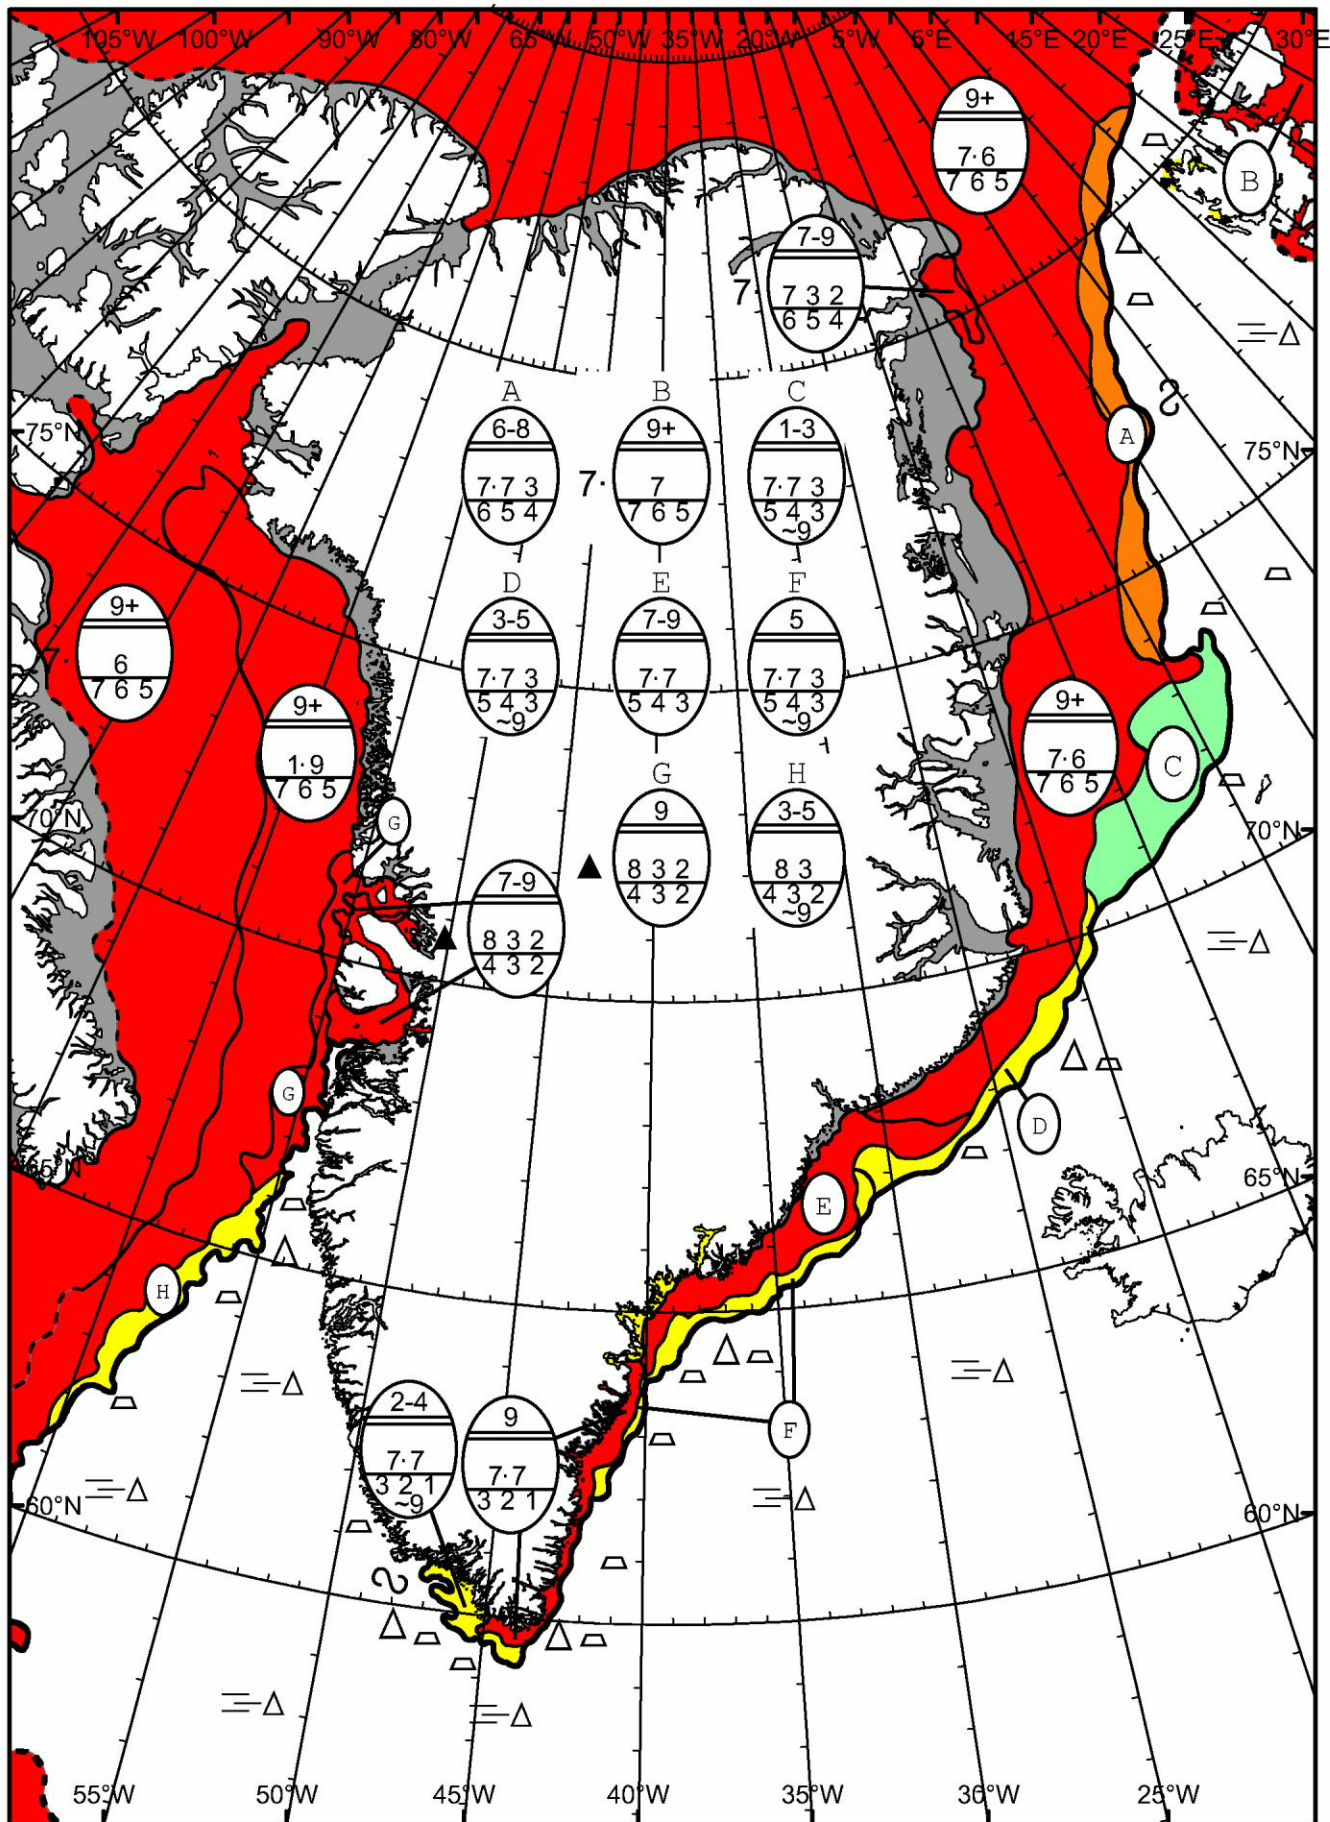 105°W 100°W 90°W 80°W 65°W 50°W 35°W 20°W 5°W 5°E 15°E 20°E 25°E 30°E
9+
7·6
7 6 5
B
7-9
7·
7 3 2
6 5 4
75°N
A
75°N
A B C
6-8 9+ 1-3
7·7 3 7· 7 7·7 3
6 5 4 7 6 5 5 4 3
~9
D E F
3-5 7-9 5
7·7 3 7·7 7·7 3
5 4 3 5 4 3 5 4 3
~9 ~9
9+
7·
6
7 6 5
9+
1·9
7 6 5
9+
7·6
7 6 5
C
G H
9 3-5
8 3 2 8 3
4 3 2 4 3 2
~9
70°N
G
70°N
7-9
8 3 2
4 3 2
G
D
65°N
65°N
E
H
F
2-4 9
7·7 7·7
3 2 1 3 2 1
~9
60°N
60°N
55°W 50°W 45°W 40°W 35°W 30°W 25°W